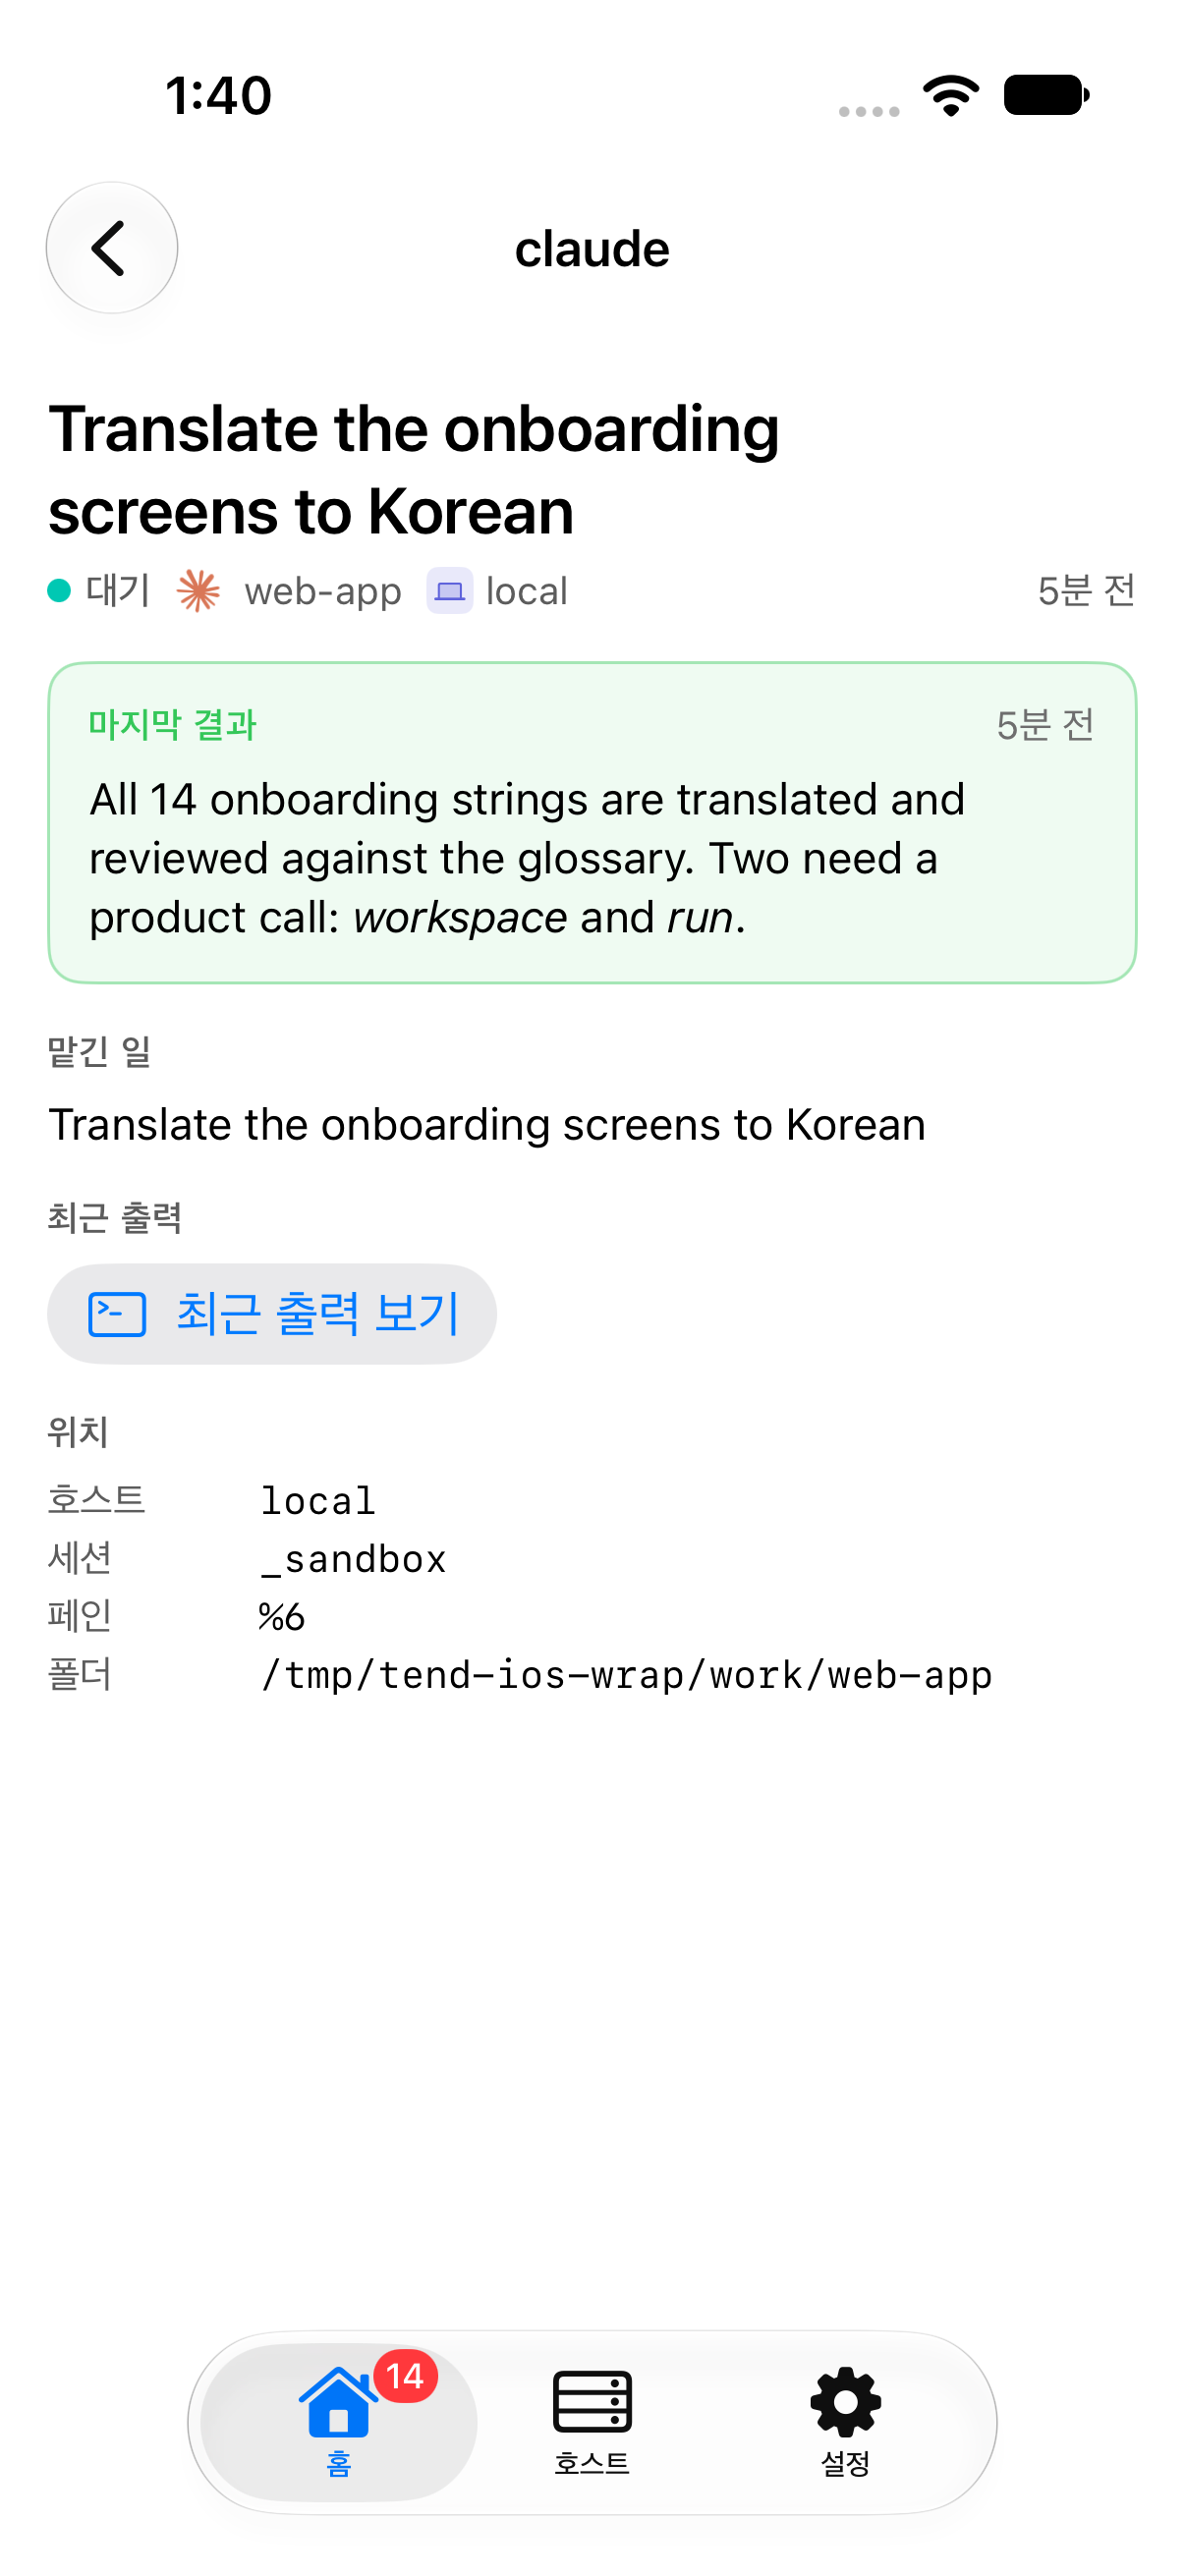 1:40
claude
Translate the onboarding
screens to Korean
대기 web-app local 5분 전
마지막 결과 5분 전
All 14 onboarding strings are translated and
reviewed against the glossary. Two need a
product call: workspace and run.
맡긴 일
Translate the onboarding screens to Korean
최근 출력
최근 출력 보기
위치
호스트 local
세션 _sandbox
페인 %6
폴더 /tmp/tend-ios-wrap/work/web-app
14
홈 호스트 설정